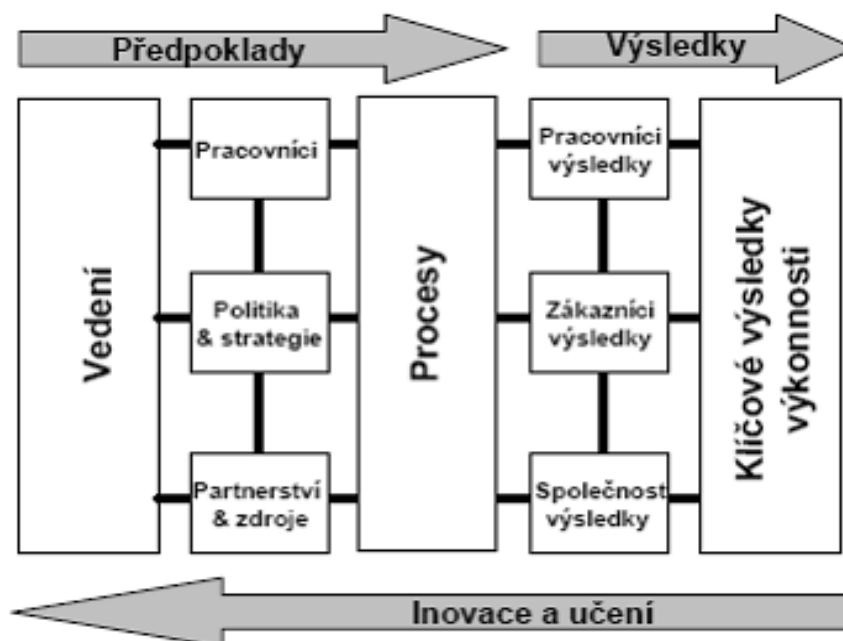 Předpoklady
Výsledky
Vedení
Pracovníci
Politika
& strategie
Partnerství
& zdroje
Procesy
Pracovníci
výsledky
Zákazníci
výsledky
Společnost
výsledky
Klíčové výsledky
výkonnosti
Inovace a učení